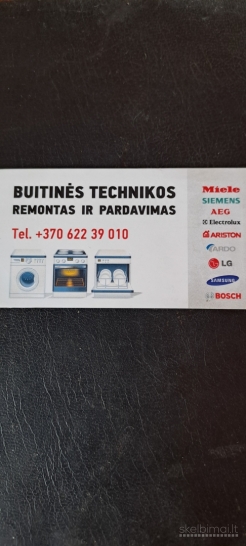 BUITINĖS TECHNIKOS
REMONTAS IR PARDAVIMAS
Tel. +370 622 39 010
Miele
SIEMENS
AEG
Electrolux
ARISTON
ARDO
LG
SAMSUNG
BOSCH
skelbimai.lt